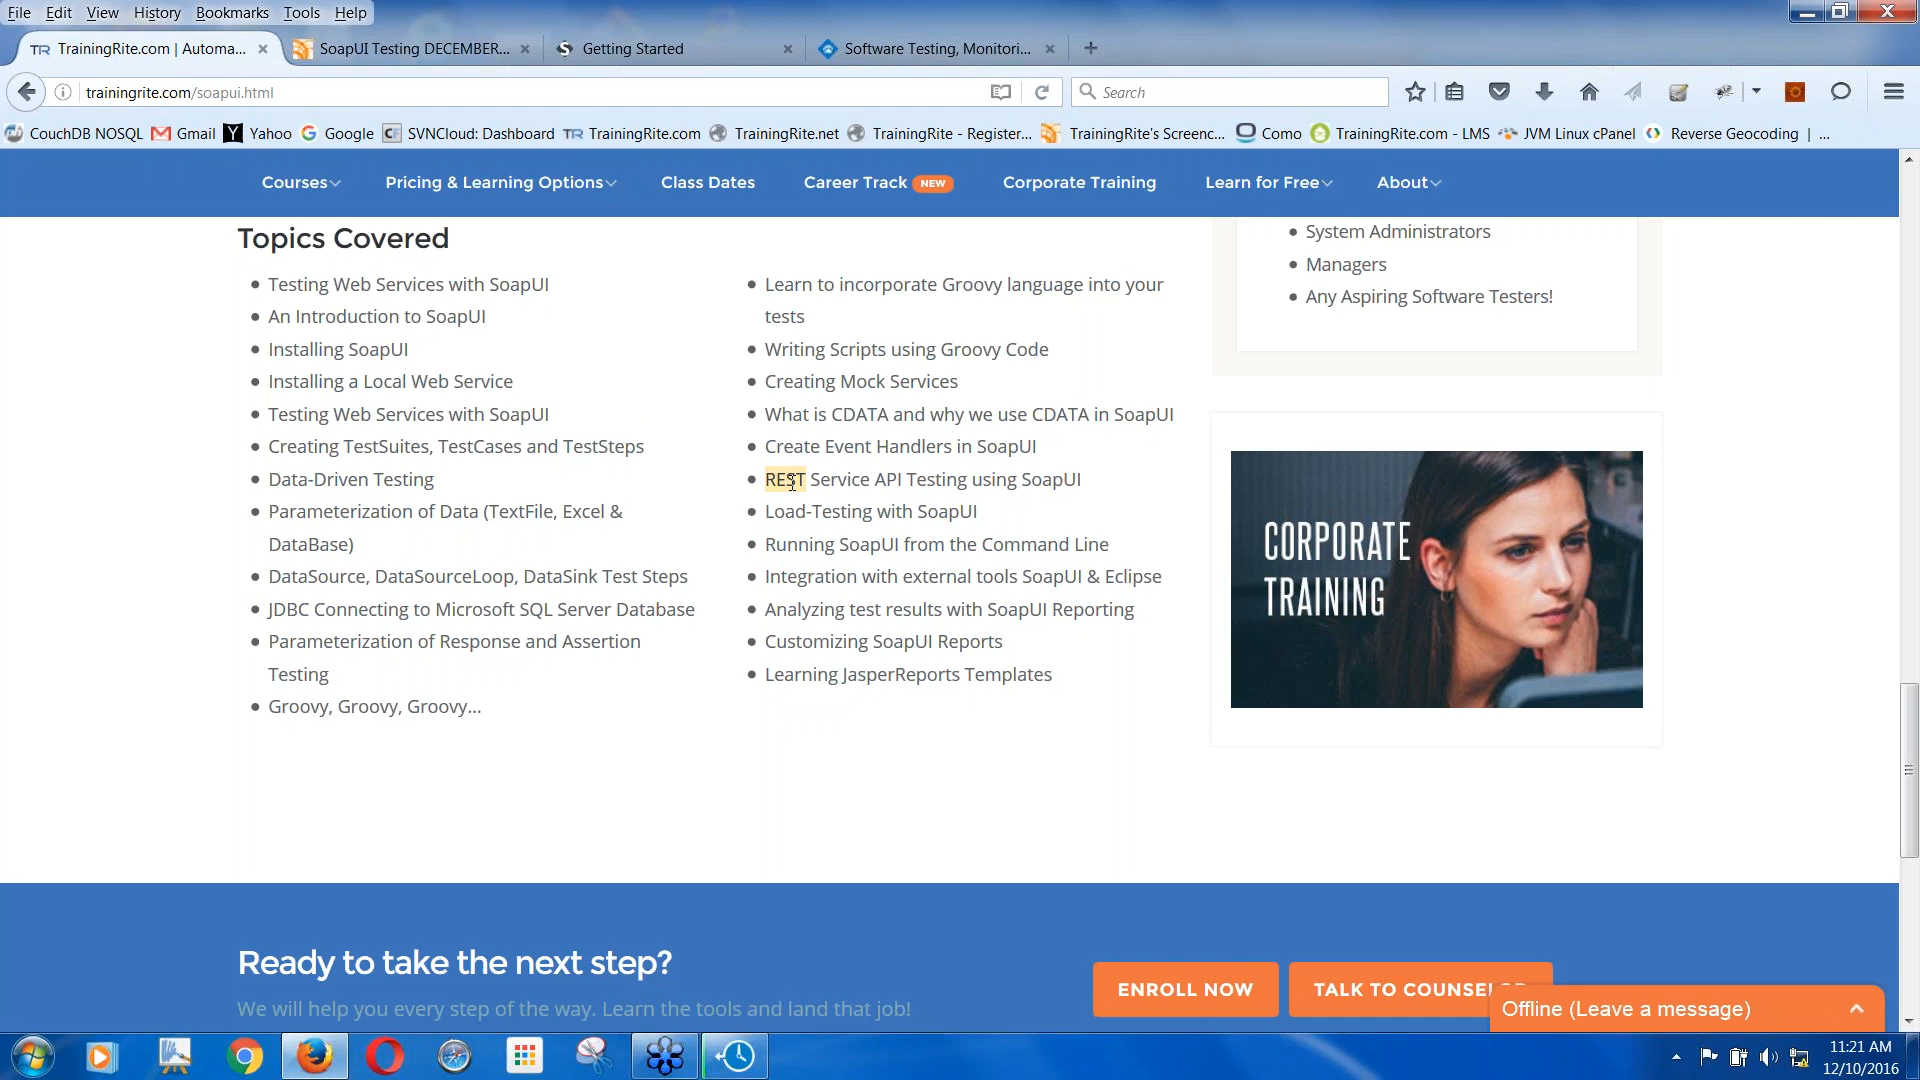 File Edit View History Bookmarks Tools Help
TR TrainingRite.com | Automa... SoapUI Testing DECEMBER... Getting Started Software Testing, Monitori...
trainingrite.com/soapui.html Search
CouchDB NOSQL Gmail Yahoo Google CF SVNCloud: Dashboard TR TrainingRite.com TrainingRite.net TrainingRite - Register... TrainingRite's Screenc... Como TrainingRite.com - LMS JVM Linux cPanel Reverse Geocoding | ...
Courses Pricing & Learning Options Class Dates Career Track NEW Corporate Training Learn for Free About
Topics Covered
Testing Web Services with SoapUI
An Introduction to SoapUI
Installing SoapUI
Installing a Local Web Service
Testing Web Services with SoapUI
Creating TestSuites, TestCases and TestSteps
Data-Driven Testing
Parameterization of Data (TextFile, Excel &
DataBase)
DataSource, DataSourceLoop, DataSink Test Steps
JDBC Connecting to Microsoft SQL Server Database
Parameterization of Response and Assertion
Testing
Groovy, Groovy, Groovy...
Learn to incorporate Groovy language into your
tests
Writing Scripts using Groovy Code
Creating Mock Services
What is CDATA and why we use CDATA in SoapUI
Create Event Handlers in SoapUI
REST Service API Testing using SoapUI
Load-Testing with SoapUI
Running SoapUI from the Command Line
Integration with external tools SoapUI & Eclipse
Analyzing test results with SoapUI Reporting
Customizing SoapUI Reports
Learning JasperReports Templates
System Administrators
Managers
Any Aspiring Software Testers!
CORPORATE
TRAINING
Ready to take the next step?
We will help you every step of the way. Learn the tools and land that job!
ENROLL NOW TALK TO COUNSELOR
Offline (Leave a message)
11:21 AM
12/10/2016